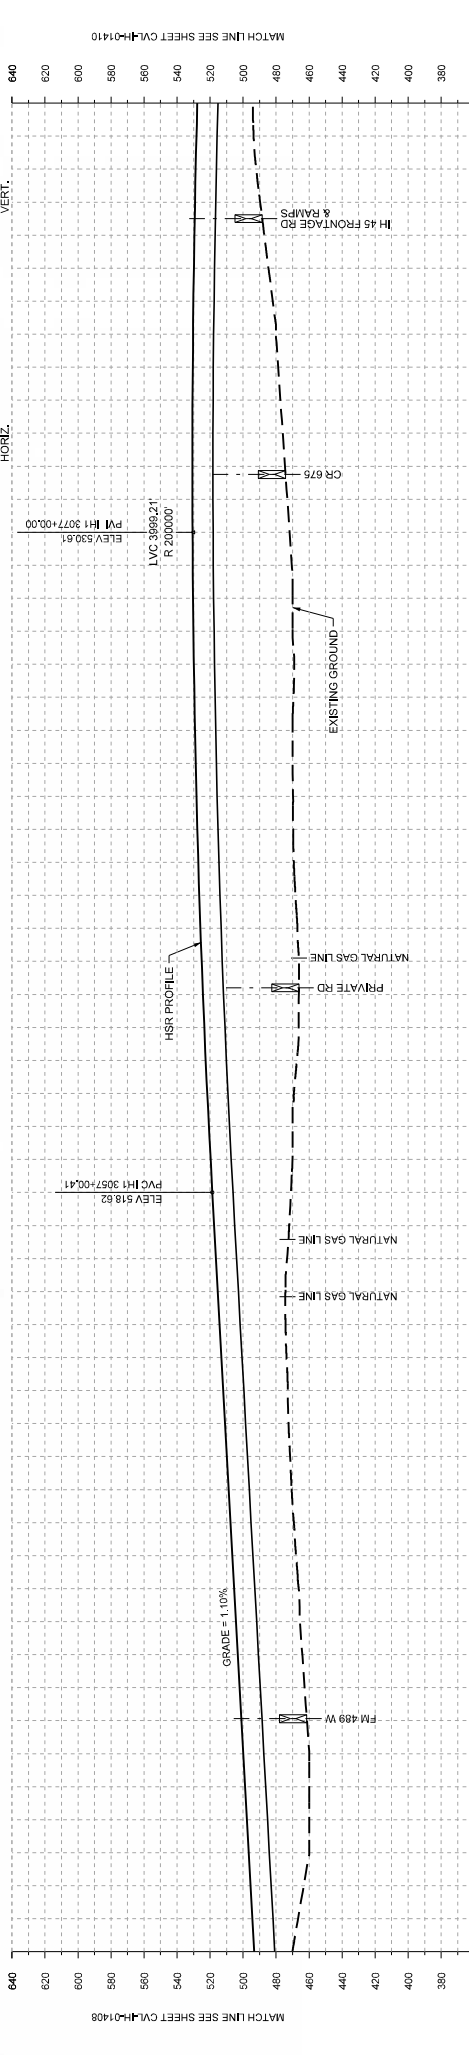 MATCH LINE SEE SHEET CVL-IH-01410
640 620 600 580 560 540 520 500 480 460 440 420 400 380
VERT.
IH 45 FRONTAGE RD
& RAMPS
HORIZ.
CR 675
PVI IH1 3077+00.00
ELEV 530.61
LVC 3999.21'
R 200000'
EXISTING GROUND
HSR PROFILE
NATURAL GAS LINE
PRIVATE RD
PVC IH1 3057+00.41
ELEV 518.62
NATURAL GAS LINE
NATURAL GAS LINE
GRADE = 1.10%
FM 489 W
640 620 600 580 560 540 520 500 480 460 440 420 400 380
MATCH LINE SEE SHEET CVL-IH-01408